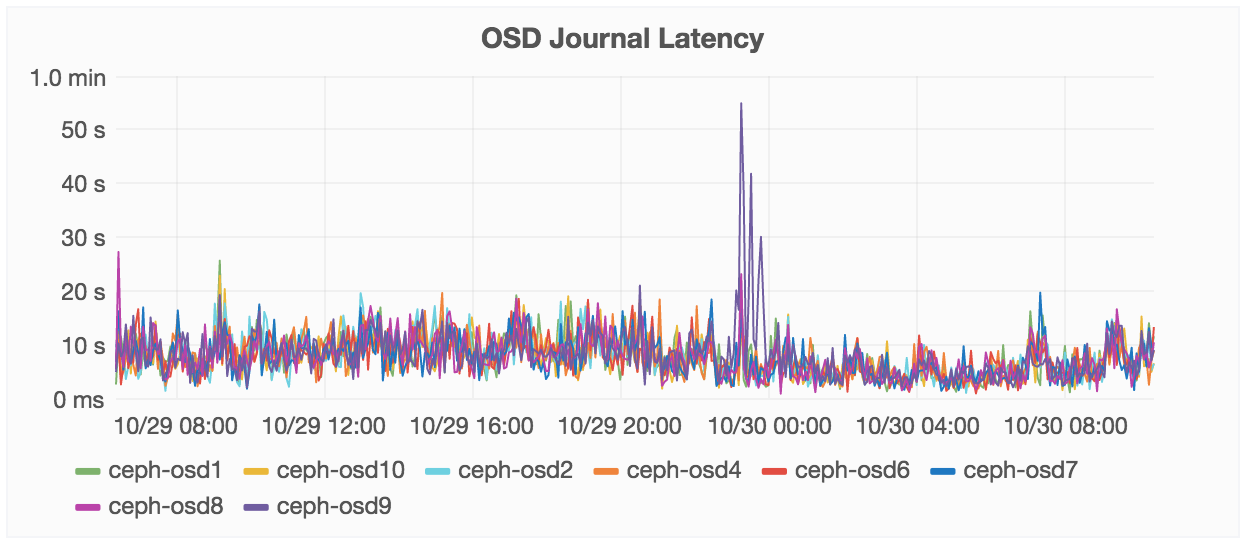 OSD Journal Latency
1.0 min
50 s
40 s
30 s
20 s
10 s
0 ms
10/29 08:00 10/29 12:00 10/29 16:00 10/29 20:00 10/30 00:00 10/30 04:00 10/30 08:00
ceph-osd1 ceph-osd10 ceph-osd2 ceph-osd4 ceph-osd6 ceph-osd7
ceph-osd8 ceph-osd9